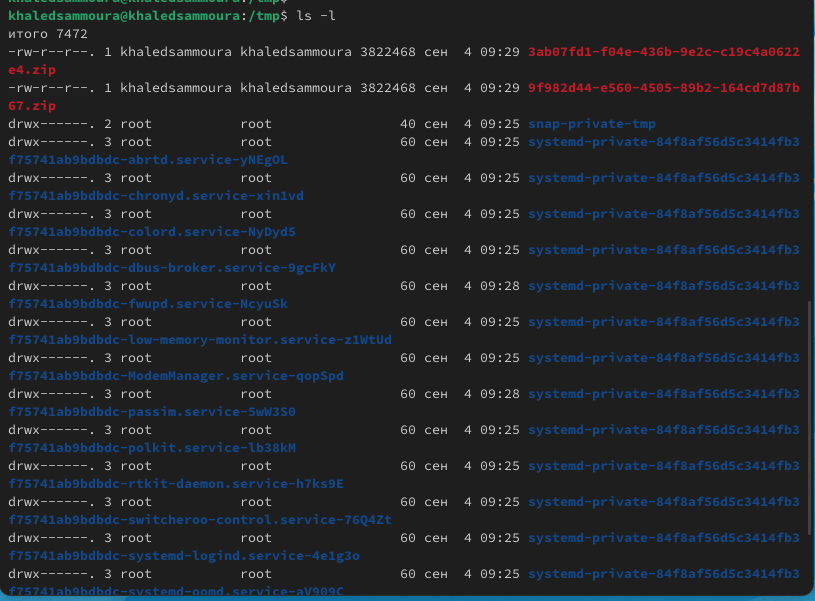 khaledsammoura@khaledsammoura:/tmp$
khaledsammoura@khaledsammoura:/tmp$ ls -l
итого 7472
-rw-r--r--. 1 khaledsammoura khaledsammoura 3822468 сен  4 09:29 3ab07fd1-f04e-436b-9e2c-c19c4a0622
e4.zip
-rw-r--r--. 1 khaledsammoura khaledsammoura 3822468 сен  4 09:29 9f982d44-e560-4505-89b2-164cd7d87b
67.zip
drwx------. 2 root           root                40 сен  4 09:25 snap-private-tmp
drwx------. 3 root           root                60 сен  4 09:25 systemd-private-84f8af56d5c3414fb3
f75741ab9bdbdc-abrtd.service-yNEgOL
drwx------. 3 root           root                60 сен  4 09:25 systemd-private-84f8af56d5c3414fb3
f75741ab9bdbdc-chronyd.service-xin1vd
drwx------. 3 root           root                60 сен  4 09:25 systemd-private-84f8af56d5c3414fb3
f75741ab9bdbdc-colord.service-NyDyd5
drwx------. 3 root           root                60 сен  4 09:25 systemd-private-84f8af56d5c3414fb3
f75741ab9bdbdc-dbus-broker.service-9gcFkY
drwx------. 3 root           root                60 сен  4 09:28 systemd-private-84f8af56d5c3414fb3
f75741ab9bdbdc-fwupd.service-NcyuSk
drwx------. 3 root           root                60 сен  4 09:25 systemd-private-84f8af56d5c3414fb3
f75741ab9bdbdc-low-memory-monitor.service-z1WtUd
drwx------. 3 root           root                60 сен  4 09:25 systemd-private-84f8af56d5c3414fb3
f75741ab9bdbdc-ModemManager.service-qopSpd
drwx------. 3 root           root                60 сен  4 09:28 systemd-private-84f8af56d5c3414fb3
f75741ab9bdbdc-passim.service-5wW3S0
drwx------. 3 root           root                60 сен  4 09:25 systemd-private-84f8af56d5c3414fb3
f75741ab9bdbdc-polkit.service-lb38kM
drwx------. 3 root           root                60 сен  4 09:25 systemd-private-84f8af56d5c3414fb3
f75741ab9bdbdc-rtkit-daemon.service-h7ks9E
drwx------. 3 root           root                60 сен  4 09:25 systemd-private-84f8af56d5c3414fb3
f75741ab9bdbdc-switcheroo-control.service-76Q4Zt
drwx------. 3 root           root                60 сен  4 09:25 systemd-private-84f8af56d5c3414fb3
f75741ab9bdbdc-systemd-logind.service-4e1g3o
drwx------. 3 root           root                60 сен  4 09:25 systemd-private-84f8af56d5c3414fb3
f75741ab9bdbdc-systemd-oomd.service-aV909C